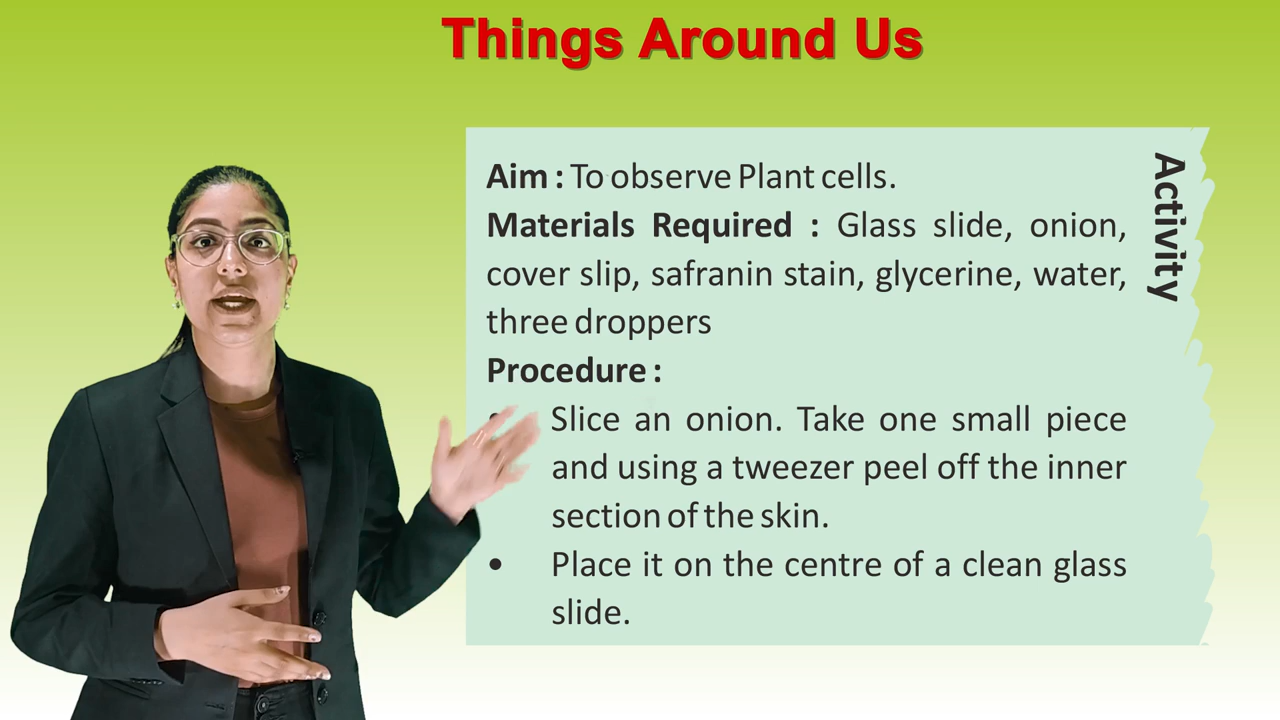 Things Around Us
Aim : To observe Plant cells.
Materials Required : Glass slide, onion,
cover slip, safranin stain, glycerine, water,
three droppers
Procedure :
• Slice an onion. Take one small piece
and using a tweezer peel off the inner
section of the skin.
• Place it on the centre of a clean glass
slide.
Activity